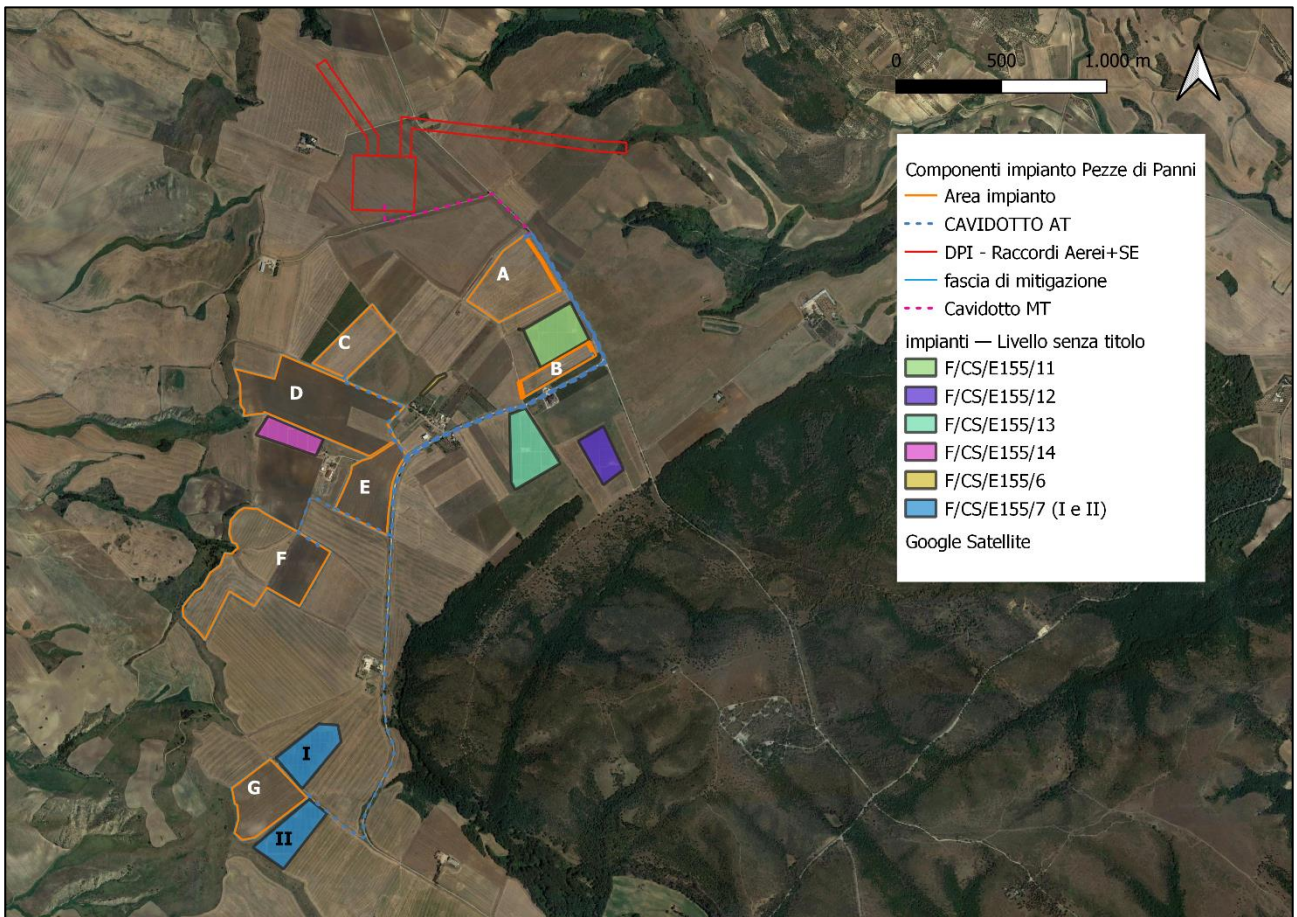 0 500 1.000 m
Componenti impianto Pezze di Panni
Area impianto
CAVIDOTTO AT
DPI - Raccordi Aerei+SE
fascia di mitigazione
Cavidotto MT
impianti — Livello senza titolo
F/CS/E155/11
F/CS/E155/12
F/CS/E155/13
F/CS/E155/14
F/CS/E155/6
F/CS/E155/7 (I e II)
Google Satellite
A
C
B
D
E
F
I
G
II